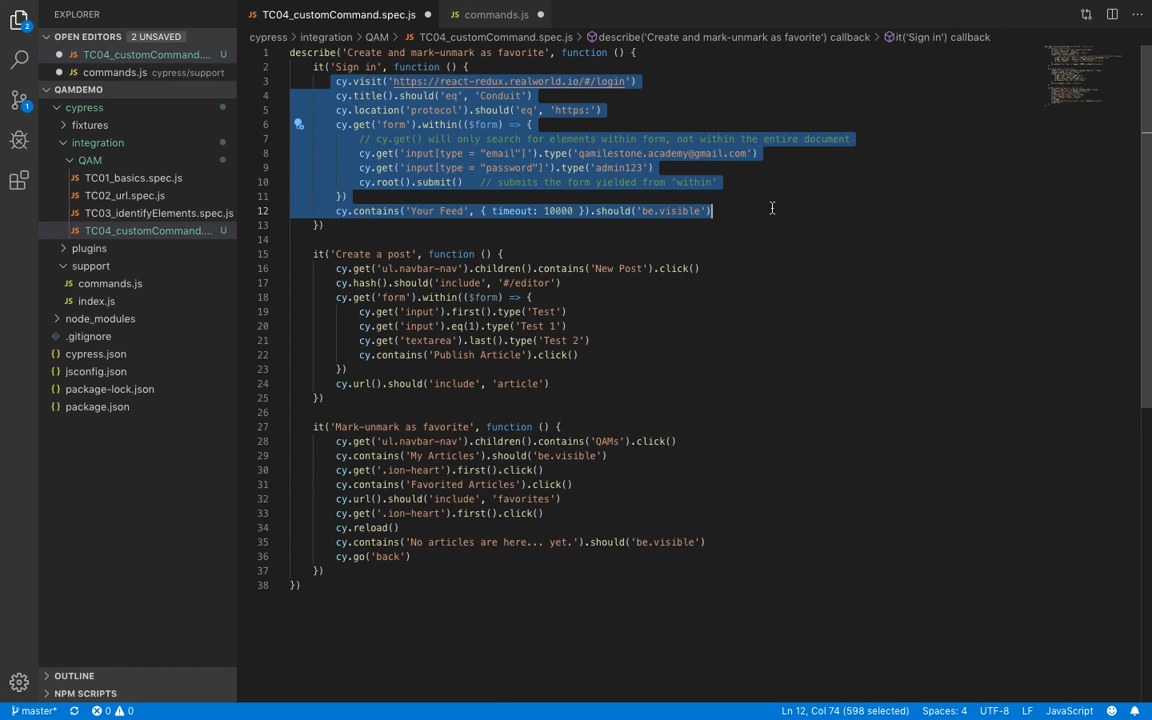 EXPLORER
OPEN EDITORS 2 UNSAVED
TC04_customCommand.... U
commands.js cypress/support
QAMDEMO
cypress
fixtures
integration
QAM
TC01_basics.spec.js
TC02_url.spec.js
TC03_identifyElements.spec.js
TC04_customCommand.... U
plugins
support
commands.js
index.js
node_modules
.gitignore
cypress.json
jsconfig.json
package-lock.json
package.json
OUTLINE
NPM SCRIPTS
2
1
TC04_customCommand.spec.js
commands.js
cypress > integration > QAM > TC04_customCommand.spec.js > describe('Create and mark-unmark as favorite') callback > it('Sign in') callback
1 describe('Create and mark-unmark as favorite', function () {
2 it('Sign in', function () {
3 cy.visit('https://react-redux.realworld.io/#/login')
4 cy.title().should('eq', 'Conduit')
5 cy.location('protocol').should('eq', 'https:')
6 cy.get('form').within(($form) => {
7 // cy.get() will only search for elements within form, not within the entire document
8 cy.get('input[type = "email"]').type('qamilestone.academy@gmail.com')
9 cy.get('input[type = "password"]').type('admin123')
10 cy.root().submit() // submits the form yielded from 'within'
11 })
12 cy.contains('Your Feed', { timeout: 10000 }).should('be.visible')
13 })
14
15 it('Create a post', function () {
16 cy.get('ul.navbar-nav').children().contains('New Post').click()
17 cy.hash().should('include', '#/editor')
18 cy.get('form').within(($form) => {
19 cy.get('input').first().type('Test')
20 cy.get('input').eq(1).type('Test 1')
21 cy.get('textarea').last().type('Test 2')
22 cy.contains('Publish Article').click()
23 })
24 cy.url().should('include', 'article')
25 })
26
27 it('Mark-unmark as favorite', function () {
28 cy.get('ul.navbar-nav').children().contains('QAMs').click()
29 cy.contains('My Articles').should('be.visible')
30 cy.get('.ion-heart').first().click()
31 cy.contains('Favorited Articles').click()
32 cy.url().should('include', 'favorites')
33 cy.get('.ion-heart').first().click()
34 cy.reload()
35 cy.contains('No articles are here... yet.').should('be.visible')
36 cy.go('back')
37 })
38 })
master* 0 0 Ln 12, Col 74 (598 selected) Spaces: 4 UTF-8 LF JavaScript